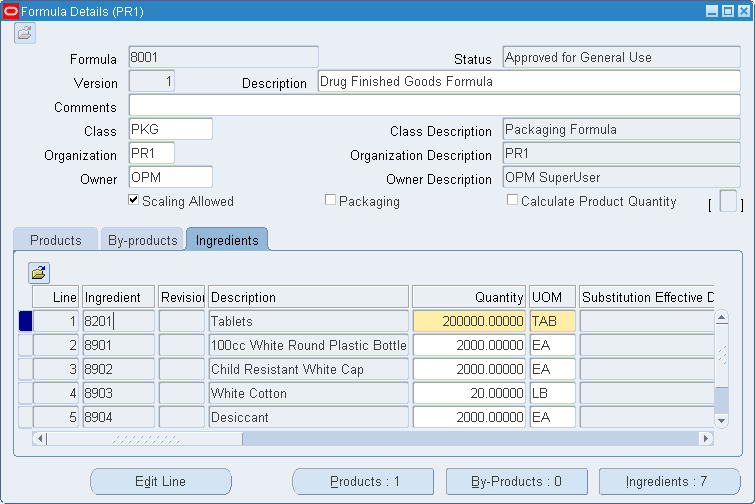 Formula Details (PR1)
Formula 8001 Status Approved for General Use
Version 1 Description Drug Finished Goods Formula
Comments
Class PKG Class Description Packaging Formula
Organization PR1 Organization Description PR1
Owner OPM Owner Description OPM SuperUser
Scaling Allowed Packaging Calculate Product Quantity [ ]
Products By-products Ingredients
Line Ingredient Revision Description Quantity UOM Substitution Effective D
1 8201 Tablets 200000.00000 TAB
2 8901 100cc White Round Plastic Bottle 2000.00000 EA
3 8902 Child Resistant White Cap 2000.00000 EA
4 8903 White Cotton 20.00000 LB
5 8904 Desiccant 2000.00000 EA
Edit Line Products : 1 By-Products : 0 Ingredients : 7